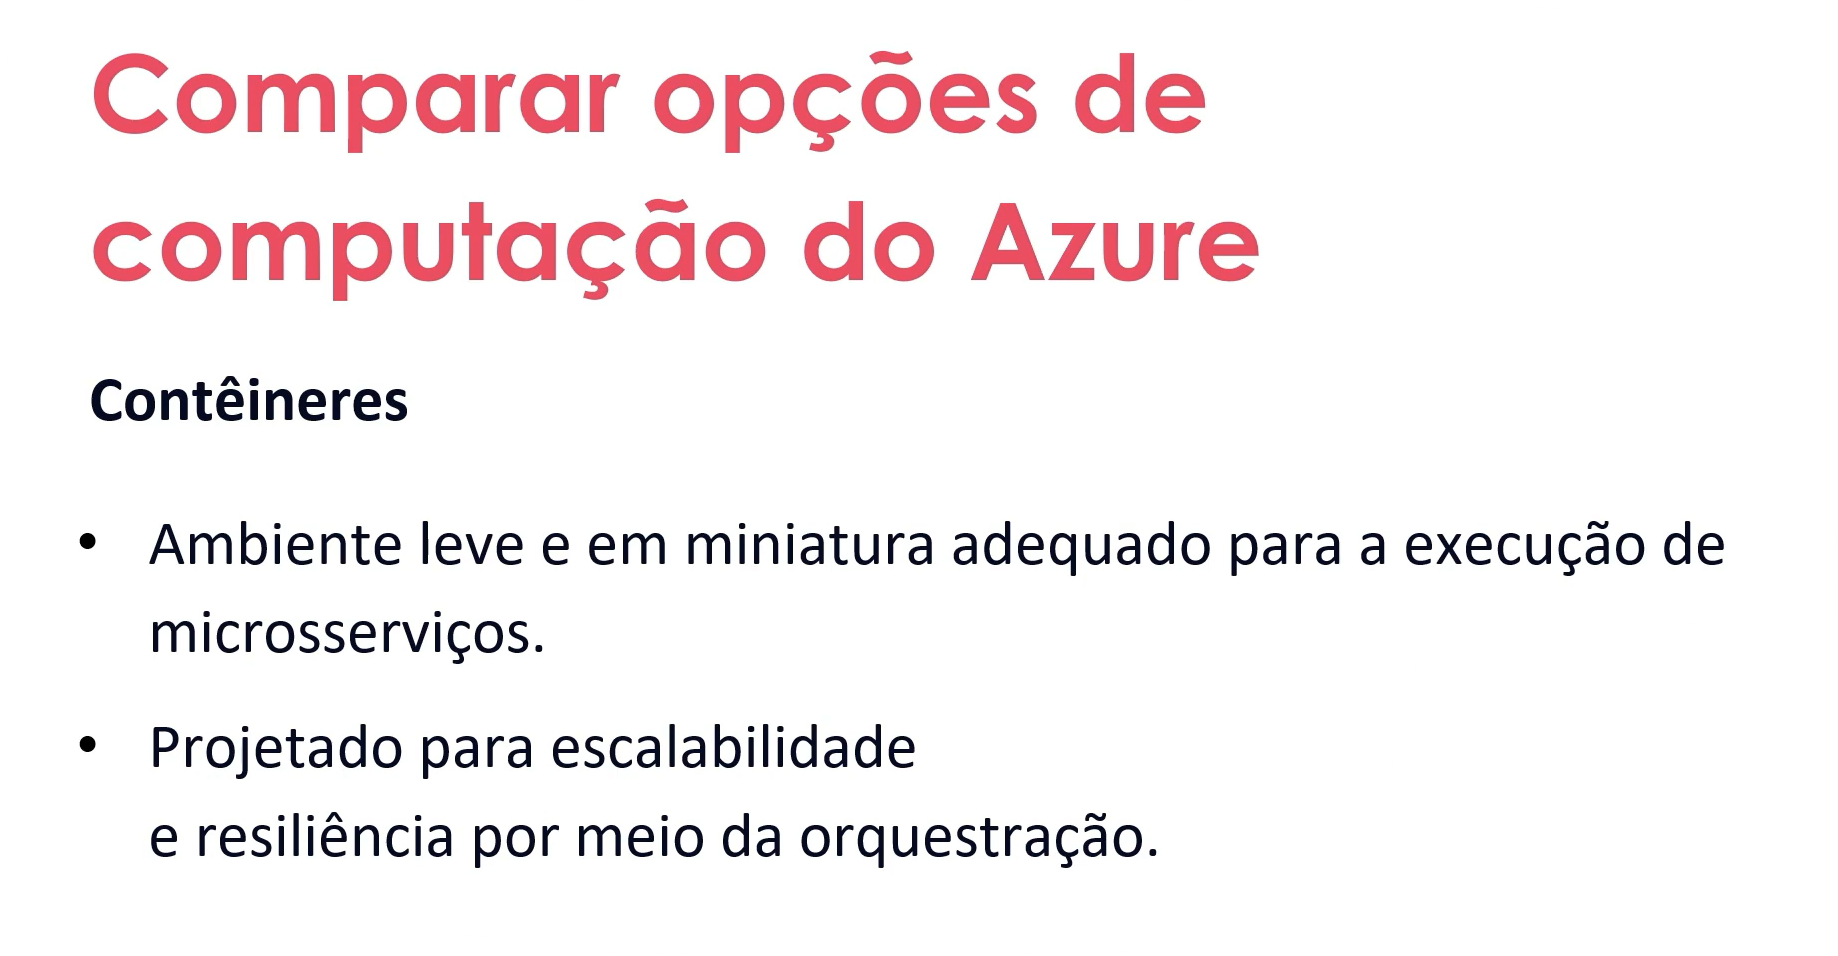 Comparar opções de
computação do Azure
Contêineres
• Ambiente leve e em miniatura adequado para a execução de
microsserviços.
• Projetado para escalabilidade
e resiliência por meio da orquestração.